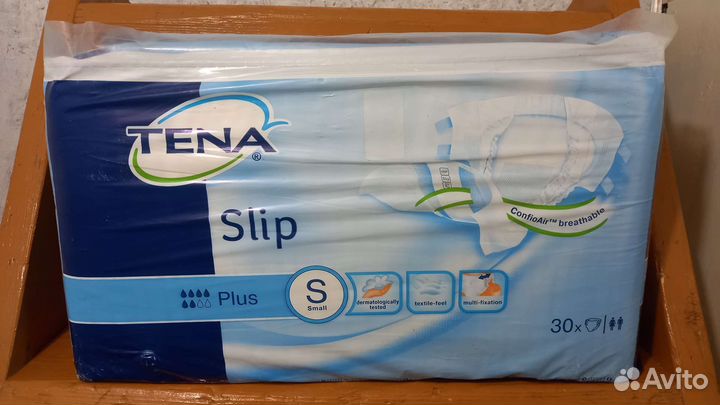 TENA®
Slip
Plus
S
Small
dermatologically
tested
textile-feel
multi-fixation
ConfioAir™ breathable
30x
Avito